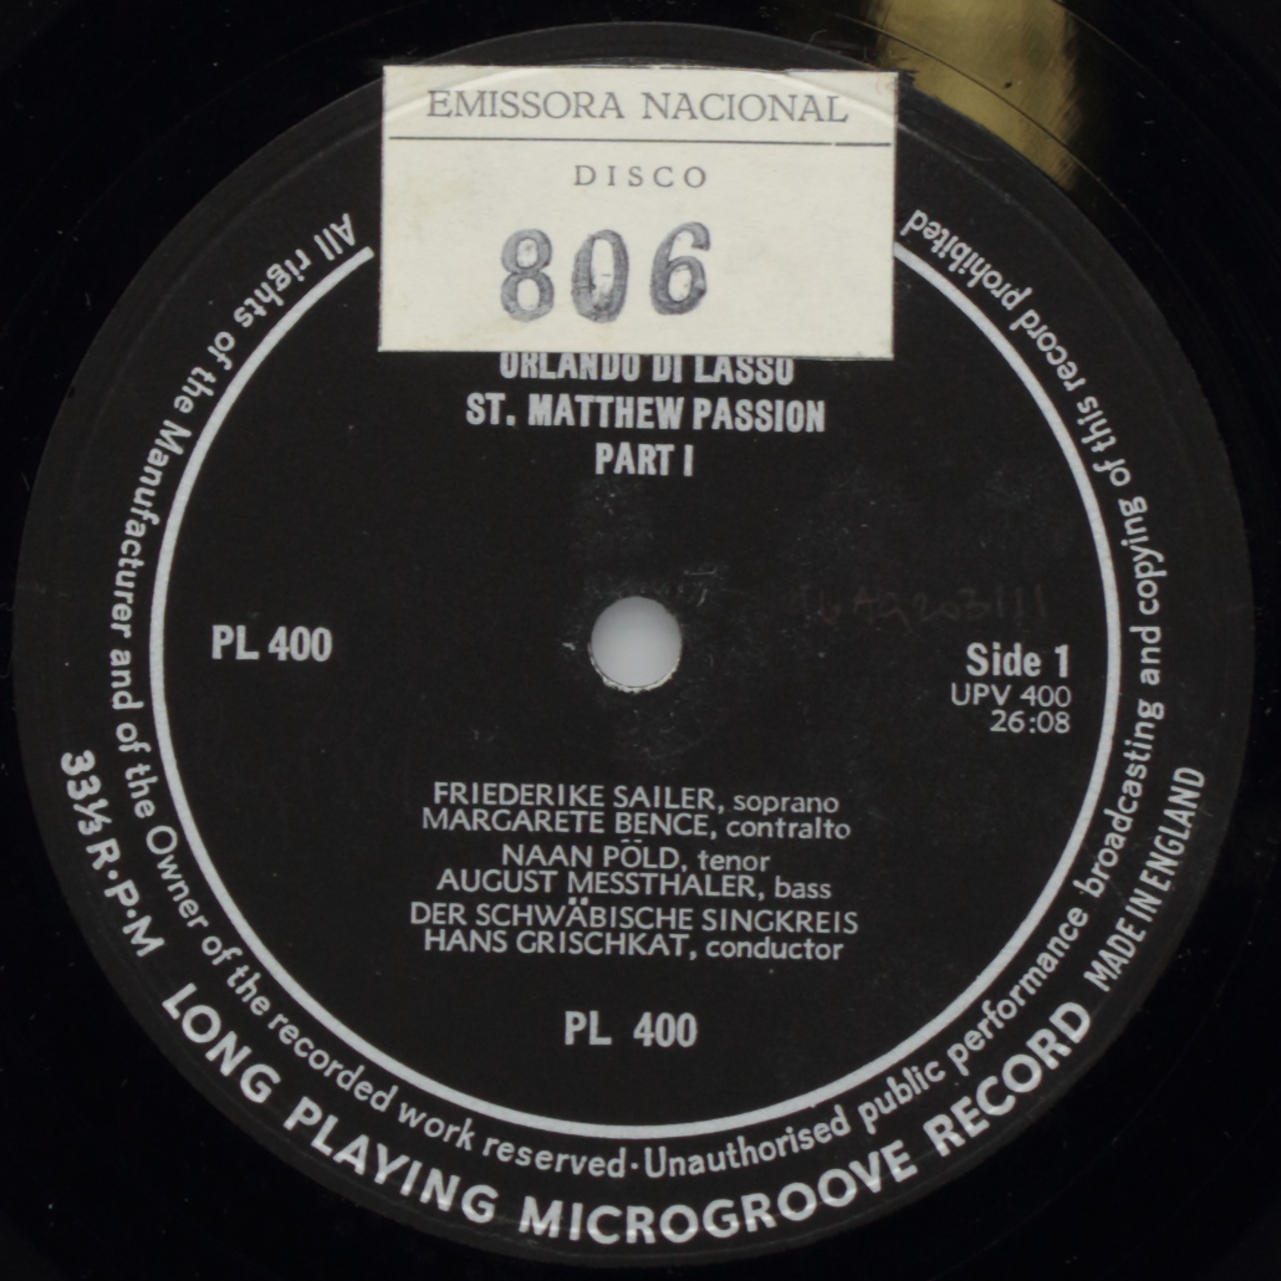 EMISSORA NACIONAL
DISCO
806
ORLANDO DI LASSO
ST. MATTHEW PASSION
PART I
PL 400
Side 1
UPV 400
26:08
FRIEDERIKE SAILER, soprano
MARGARETE BENCE, contralto
NAAN PÖLD, tenor
AUGUST MESSTHALER, bass
DER SCHWÄBISCHE SINGKREIS
HANS GRISCHKAT, conductor
PL 400
All rights of the Manufacturer and of the Owner of the recorded work reserved·Unauthorised public performance broadcasting and copying of this record prohibited
33⅓ R·P·M LONG PLAYING MICROGROOVE RECORD MADE IN ENGLAND